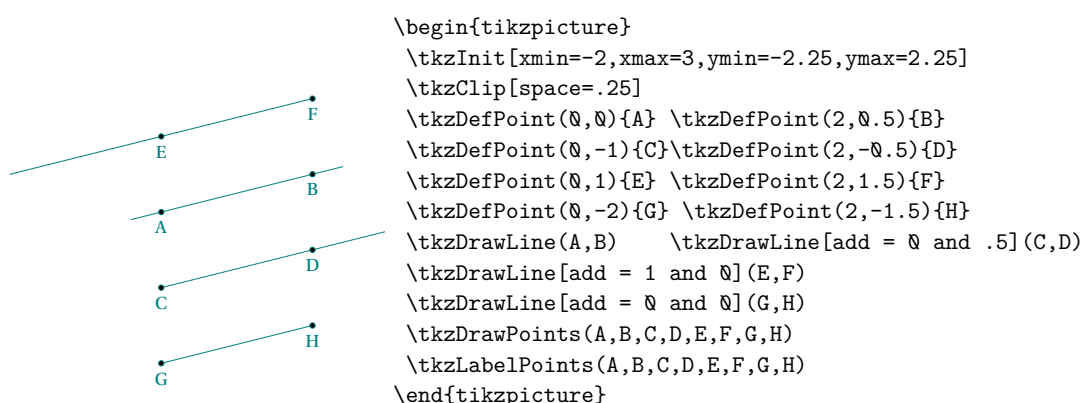 \begin{tikzpicture}
\tkzInit[xmin=-2,xmax=3,ymin=-2.25,ymax=2.25]
\tkzClip[space=.25]
\tkzDefPoint(0,0){A} \tkzDefPoint(2,0.5){B}
\tkzDefPoint(0,-1){C}\tkzDefPoint(2,-0.5){D}
\tkzDefPoint(0,1){E} \tkzDefPoint(2,1.5){F}
\tkzDefPoint(0,-2){G} \tkzDefPoint(2,-1.5){H}
\tkzDrawLine(A,B) \tkzDrawLine[add = 0 and .5](C,D)
\tkzDrawLine[add = 1 and 0](E,F)
\tkzDrawLine[add = 0 and 0](G,H)
\tkzDrawPoints(A,B,C,D,E,F,G,H)
\tkzLabelPoints(A,B,C,D,E,F,G,H)
\end{tikzpicture}
F
E
B
A
D
C
H
G